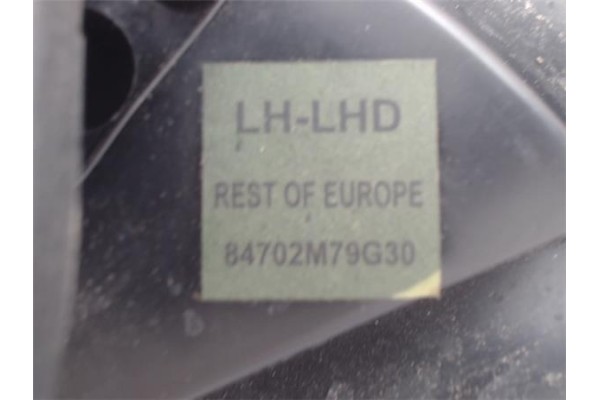 LH-LHD
REST OF EUROPE
84702M79G30